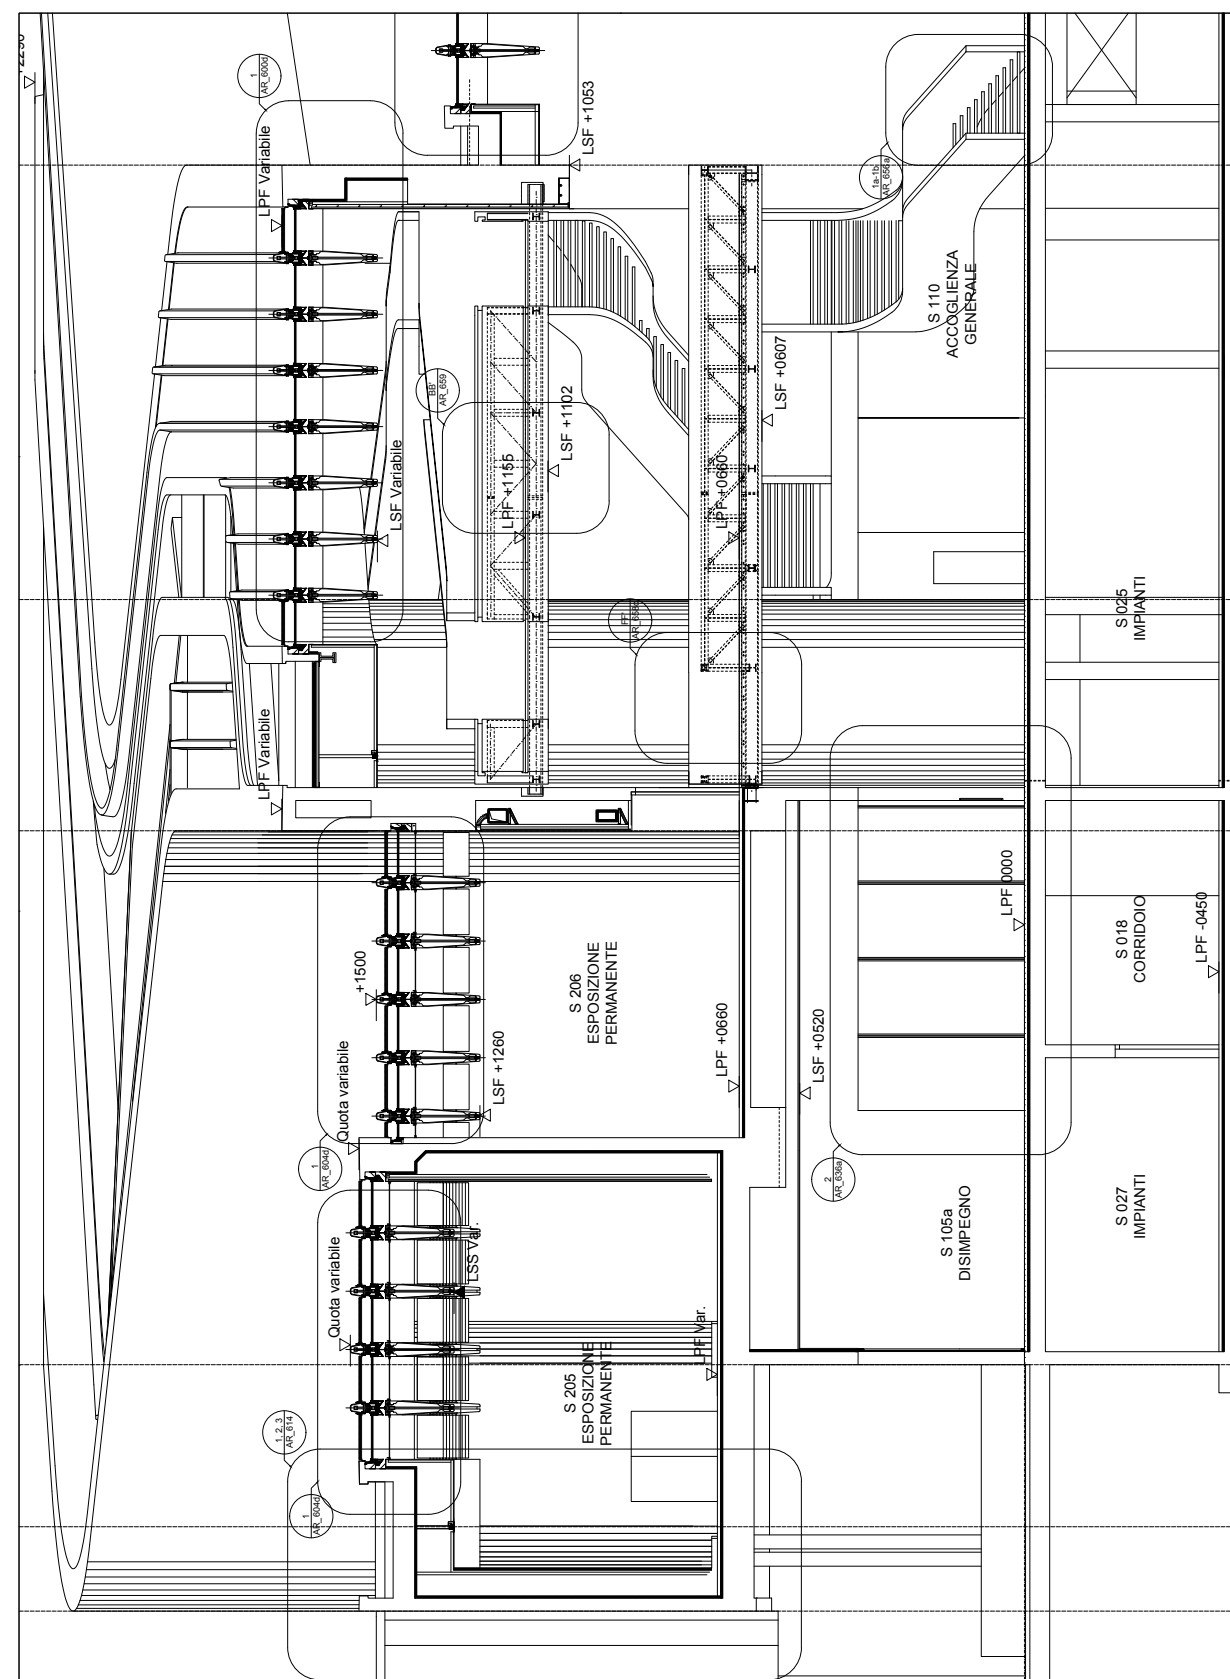 1
AR_600d
LPF Variabile
LSF +1053
1a-1b
AR_656a
S 110
ACCOGLIENZA
GENERALE
BB'
AR_659
LSF Variabile
LPF +1155
LSF +1102
LPF +0660
LSF +0607
FF'
S 025
IMPIANTI
LPF Variabile
+1500
LSF +1260
S 206
ESPOSIZIONE
PERMANENTE
LPF +0660
LSF +0520
LPF 0000
S 018
CORRIDOIO
LPF -0450
Quota variabile
1
AR_604d
2
AR_636a
Quota variabile
LSS Var.
S 205
ESPOSIZIONE
PERMANENTE
LPF Var.
S 105a
DISIMPEGNO
S 027
IMPIANTI
1, 2, 3
AR_614
1
AR_604d